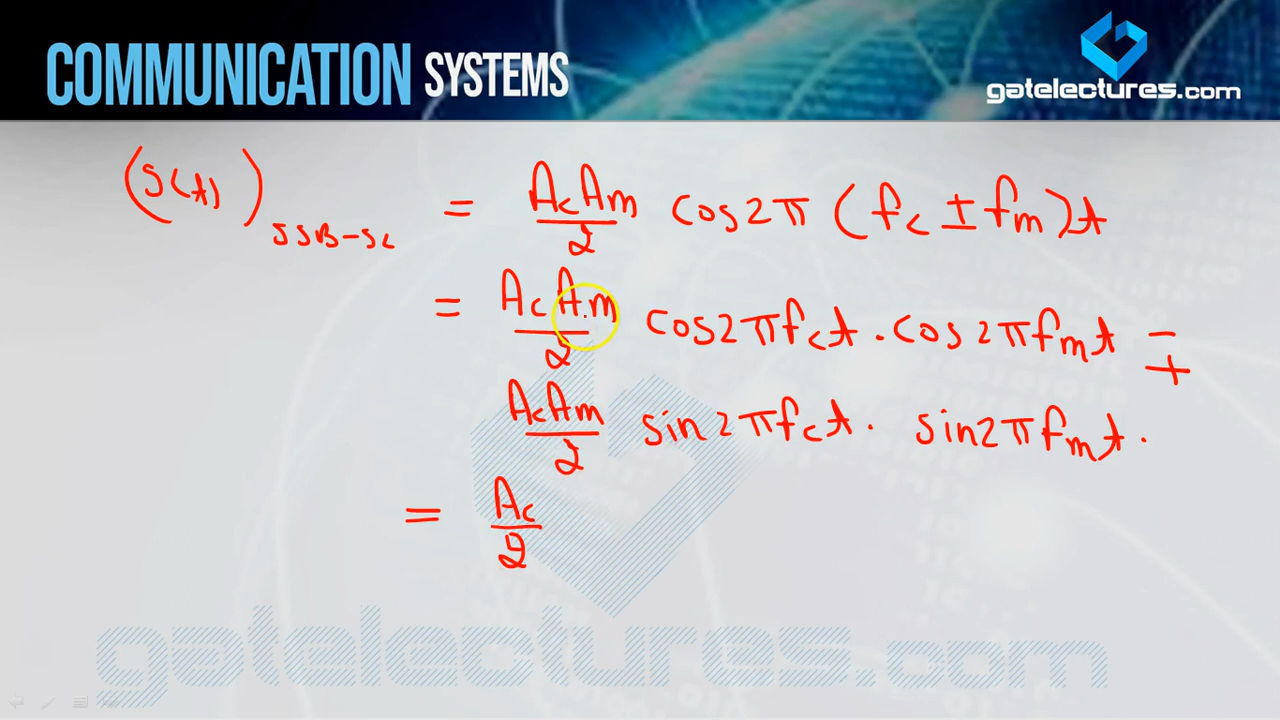 COMMUNICATION SYSTEMS
gatelectures.com
(s(t))SSB-SC = AcAm/2 cos2π (fc ± fm)t
= AcAm/2 cos2πfct . cos2πfmt ∓
AcAm/2 sin2πfct . sin2πfmt .
= Ac/2
gatelectures.com